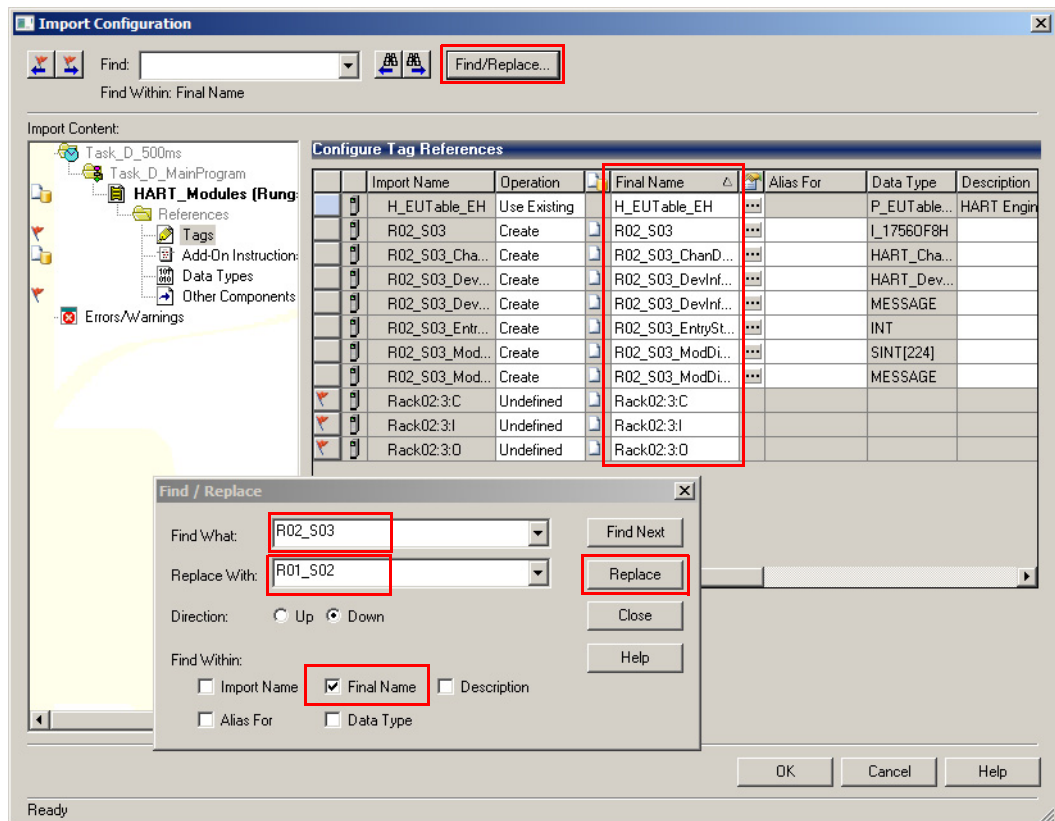 Import Configuration
Find:
Find/Replace...
Find Within: Final Name
Import Content:
Task_D_500ms
Task_D_MainProgram
HART_Modules (Rung
References
Tags
Add-On Instruction
Data Types
Other Components
Errors/Warnings
Configure Tag References
Import Name Operation Final Name Alias For Data Type Description
H_EUTable_EH Use Existing H_EUTable_EH ... P_EUTable... HART Engin
R02_S03 Create R02_S03 ... I_1756OF8H
R02_S03_Cha... Create R02_S03_ChanD... ... HART_Cha...
R02_S03_Dev... Create R02_S03_DevInf... ... HART_Dev...
R02_S03_Dev... Create R02_S03_DevInf... ... MESSAGE
R02_S03_Entr... Create R02_S03_EntrySt... ... INT
R02_S03_Mod... Create R02_S03_ModDi... ... SINT[224]
R02_S03_Mod... Create R02_S03_ModDi... ... MESSAGE
Rack02:3:C Undefined Rack02:3:C
Rack02:3:I Undefined Rack02:3:I
Rack02:3:O Undefined Rack02:3:O
Find / Replace
Find What: R02_S03 Find Next
Replace With: R01_S02 Replace
Direction: Up Down Close
Find Within: Help
Import Name Final Name Description
Alias For Data Type
OK Cancel Help
Ready